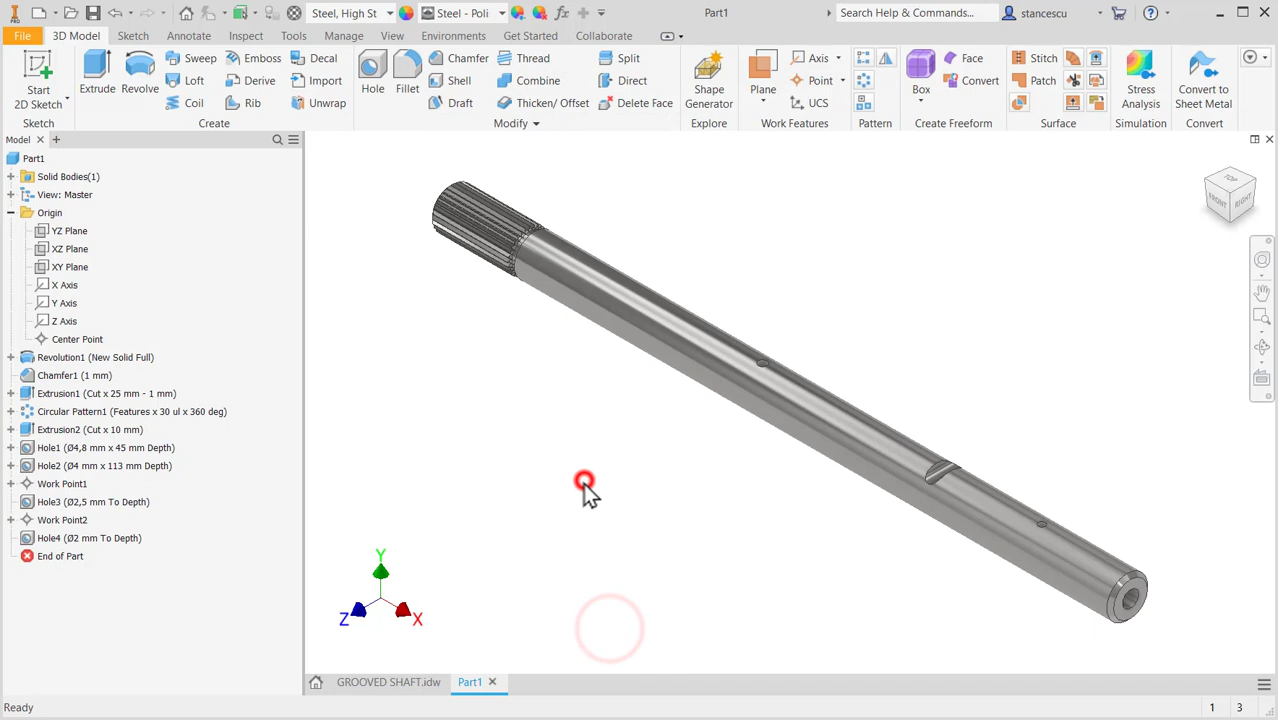 PRO
Steel, High St
Steel - Poli
fx
Part1
Search Help & Commands...
stancescu
File
3D Model
Sketch
Annotate
Inspect
Tools
Manage
View
Environments
Get Started
Collaborate
Start
2D Sketch
Extrude
Revolve
Sweep
Loft
Coil
Emboss
Derive
Rib
Decal
Import
Unwrap
Hole
Fillet
Chamfer
Shell
Draft
Thread
Combine
Thicken/ Offset
Split
Direct
Delete Face
Shape
Generator
Plane
Axis
Point
UCS
Box
Face
Convert
Stitch
Patch
Stress
Analysis
Convert to
Sheet Metal
Sketch
Create
Modify
Explore
Work Features
Pattern
Create Freeform
Surface
Simulation
Convert
Model
Part1
Solid Bodies(1)
View: Master
Origin
YZ Plane
XZ Plane
XY Plane
X Axis
Y Axis
Z Axis
Center Point
Revolution1 (New Solid Full)
Chamfer1 (1 mm)
Extrusion1 (Cut x 25 mm - 1 mm)
Circular Pattern1 (Features x 30 ul x 360 deg)
Extrusion2 (Cut x 10 mm)
Hole1 (Ø4,8 mm x 45 mm Depth)
Hole2 (Ø4 mm x 113 mm Depth)
Work Point1
Hole3 (Ø2,5 mm To Depth)
Work Point2
Hole4 (Ø2 mm To Depth)
End of Part
TOP
FRONT
RIGHT
Y
Z
X
GROOVED SHAFT.idw
Part1
Ready
1
3